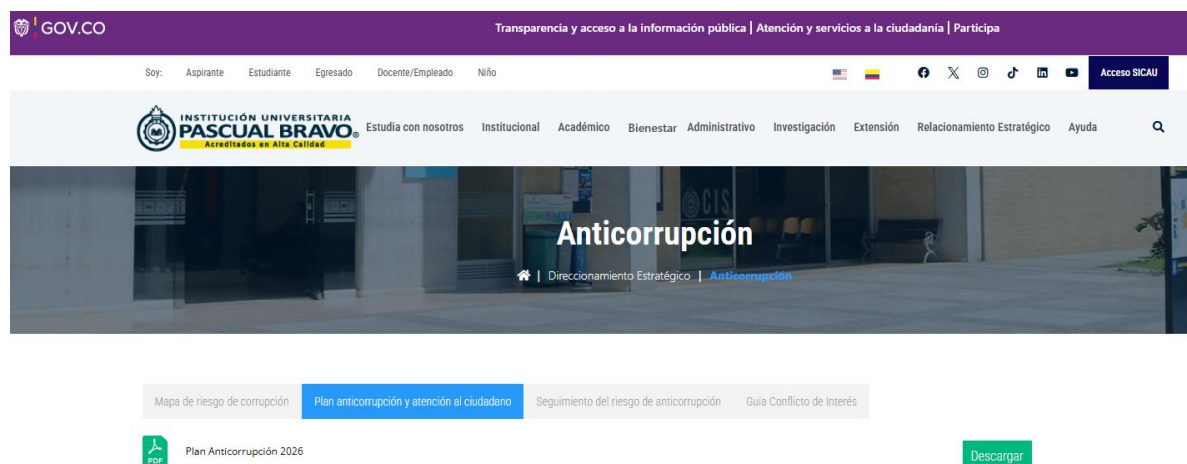 GOV.CO
Transparencia y acceso a la información pública | Atención y servicios a la ciudadanía | Participa
Soy: Aspirante Estudiante Egresado Docente/Empleado Niño
Acceso SICAU
INSTITUCIÓN UNIVERSITARIA
PASCUAL BRAVO®
Acreditados en Alta Calidad
Estudia con nosotros Institucional Académico Bienestar Administrativo Investigación Extensión Relacionamiento Estratégico Ayuda
CIS
Anticorrupción
| Direccionamiento Estratégico | Anticorrupción
Mapa de riesgo de corrupción Plan anticorrupción y atención al ciudadano Seguimiento del riesgo de anticorrupción Guía Conflicto de Interés
PDF Plan Anticorrupción 2026 Descargar